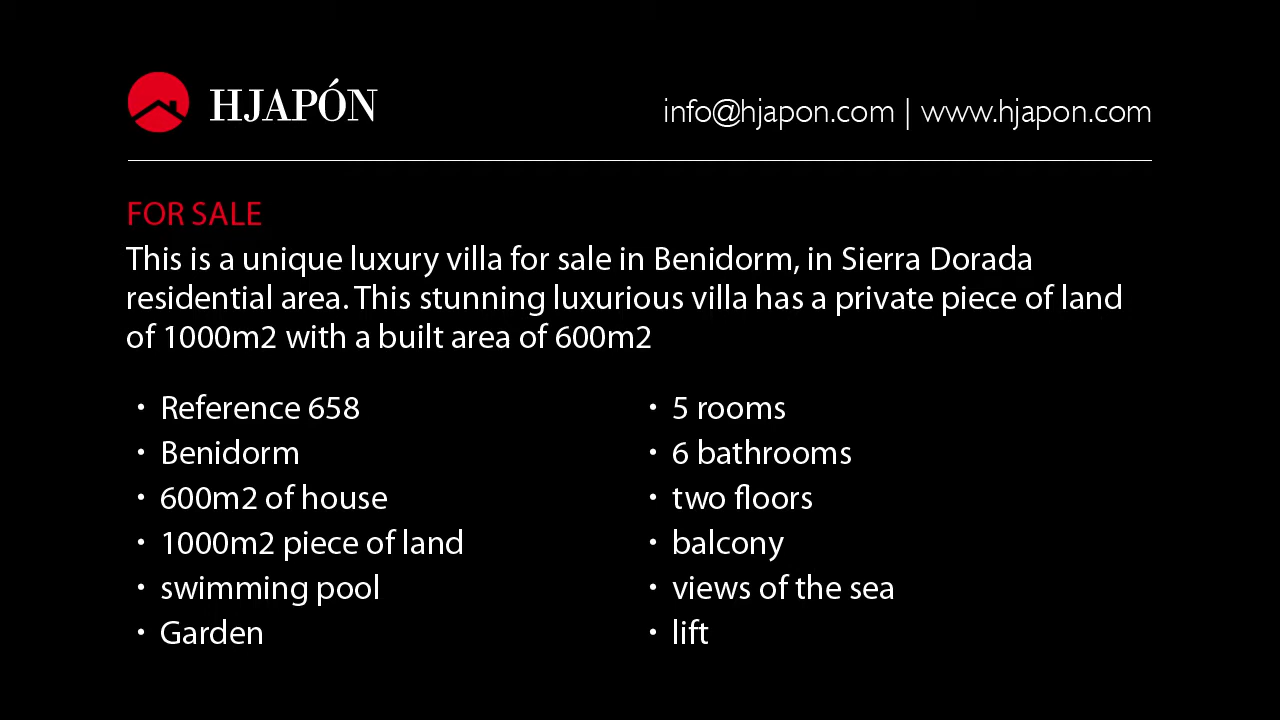 HJAPÓN
info@hjapon.com | www.hjapon.com
FOR SALE
This is a unique luxury villa for sale in Benidorm, in Sierra Dorada
residential area. This stunning luxurious villa has a private piece of land
of 1000m2 with a built area of 600m2
• Reference 658
• Benidorm
• 600m2 of house
• 1000m2 piece of land
• swimming pool
• Garden
• 5 rooms
• 6 bathrooms
• two floors
• balcony
• views of the sea
• lift